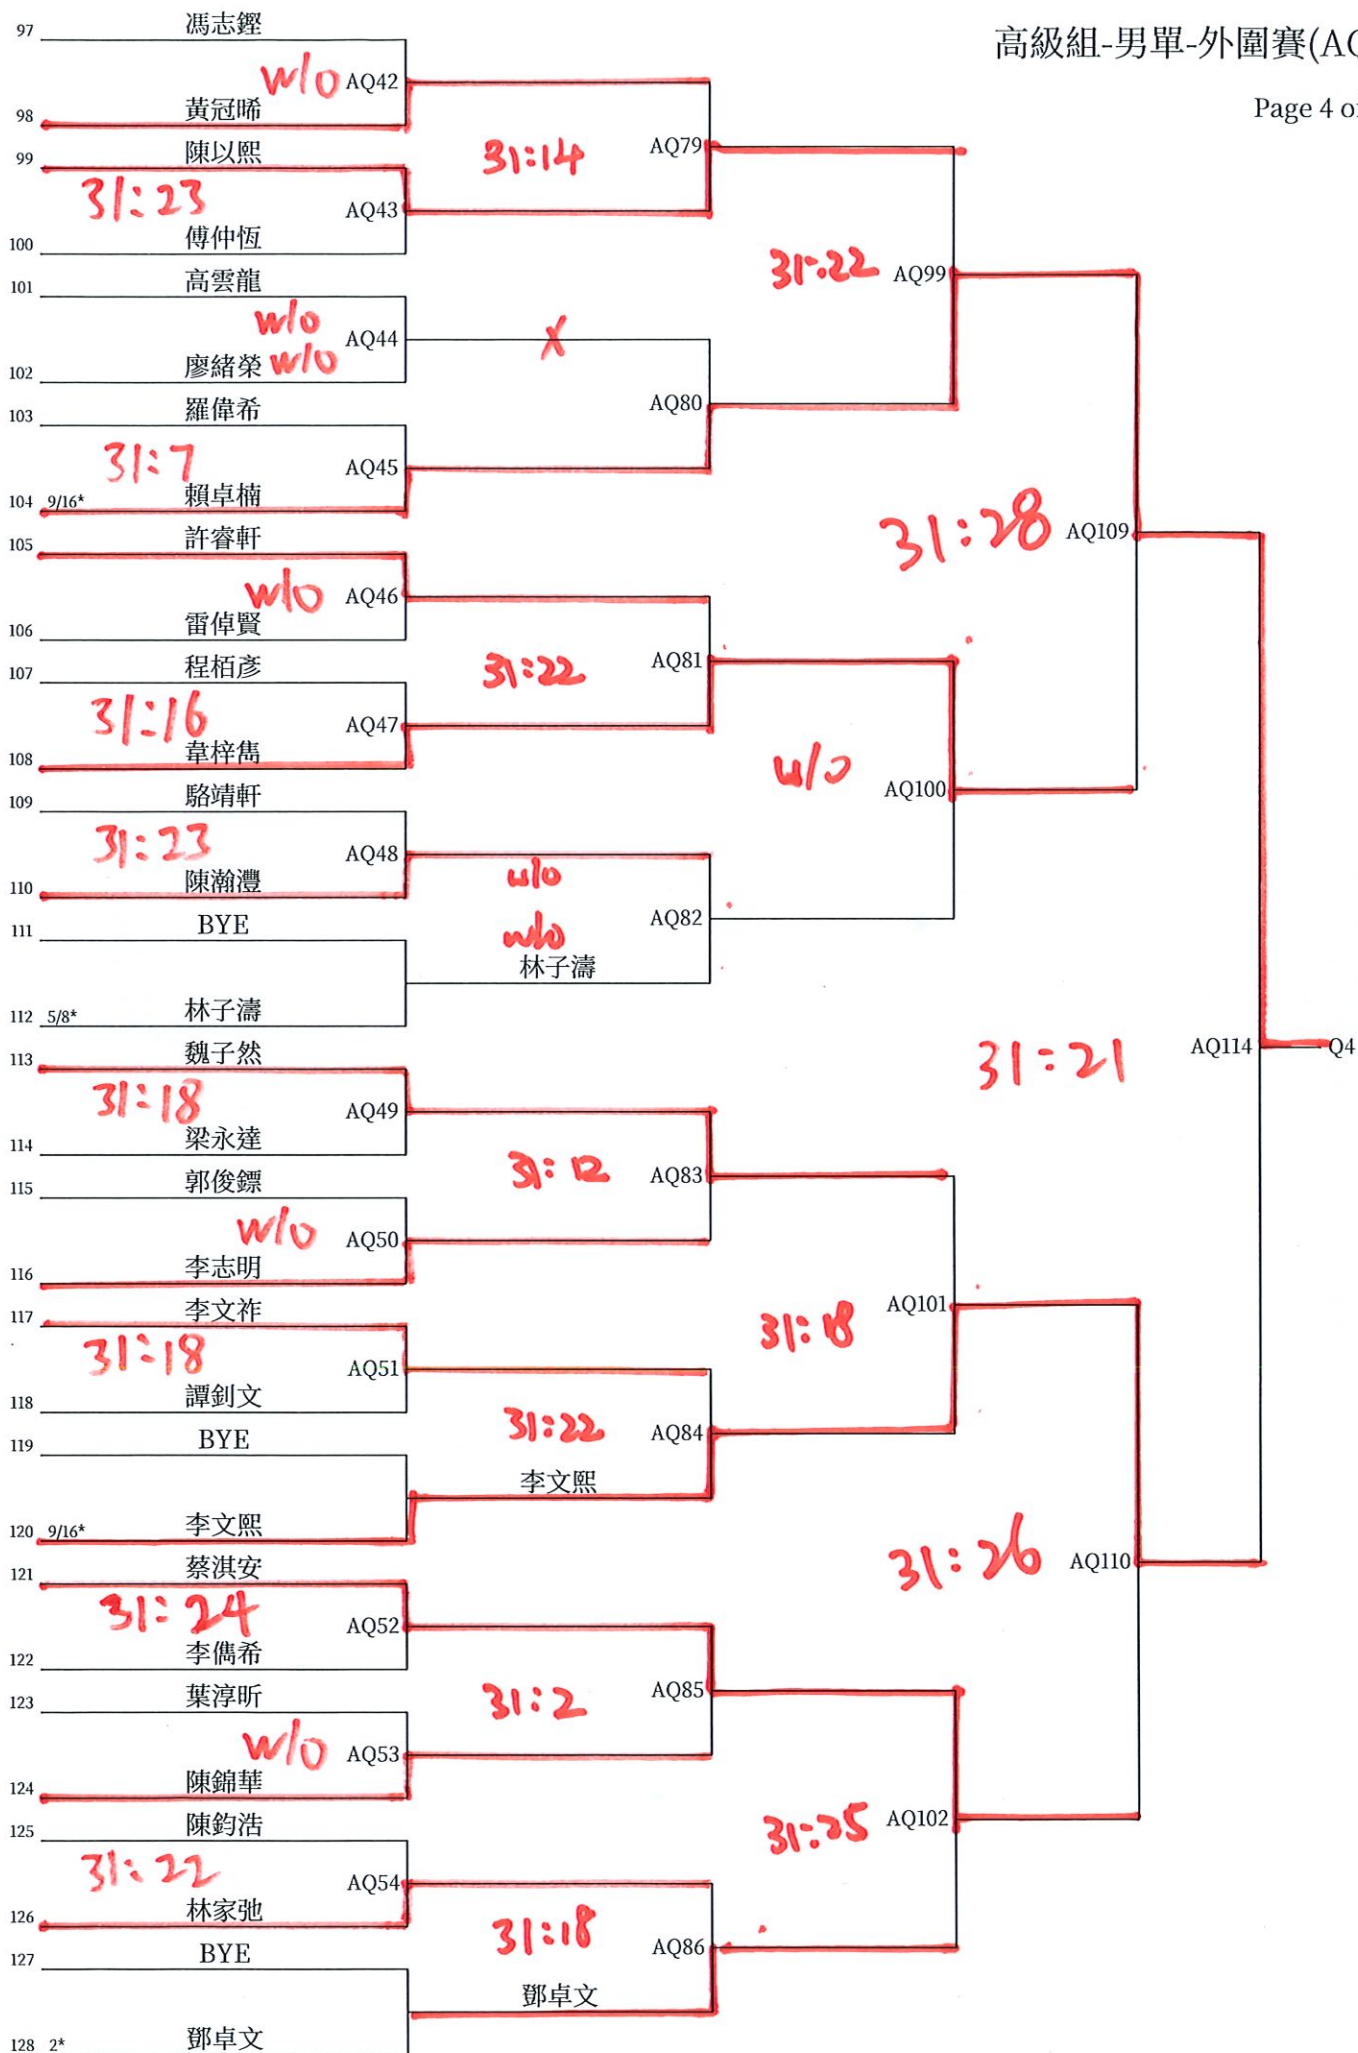 高級組-男單-外圍賽(AQ
Page 4 of
97 馮志鏗
w/o AQ42
98 黃冠晞
99 陳以熙
31:14 AQ79
31:23 AQ43
100 傅仲恆
31:22 AQ99
101 高雲龍
w/o AQ44 X
102 廖緒榮 w/o
103 羅偉希
AQ80
31:7 AQ45
104 9/16* 賴卓楠
31:28 AQ109
105 許睿軒
w/o AQ46
106 雷倬賢
107 程栢彥
31:22 AQ81
31:16 AQ47
108 韋梓雋
w/o AQ100
109 駱靖軒
31:23 AQ48
110 陳瀚灃
w/o
111 BYE
AQ82
w/o
林子濤
112 5/8* 林子濤
31:21 AQ114 Q4
113 魏子然
31:18 AQ49
114 梁永達
115 郭俊鏢
31:12 AQ83
w/o AQ50
116 李志明
117 李文祚
31:18 AQ101
31:18 AQ51
118 譚釗文
119 BYE
31:22 AQ84
李文熙
120 9/16* 李文熙
31:26 AQ110
121 蔡淇安
31:24 AQ52
122 李儁希
123 葉淳昕
31:2 AQ85
w/o AQ53
124 陳錦華
31:25 AQ102
125 陳鈞浩
31:22 AQ54
126 林家弛
127 BYE
31:18 AQ86
鄧卓文
128 2* 鄧卓文